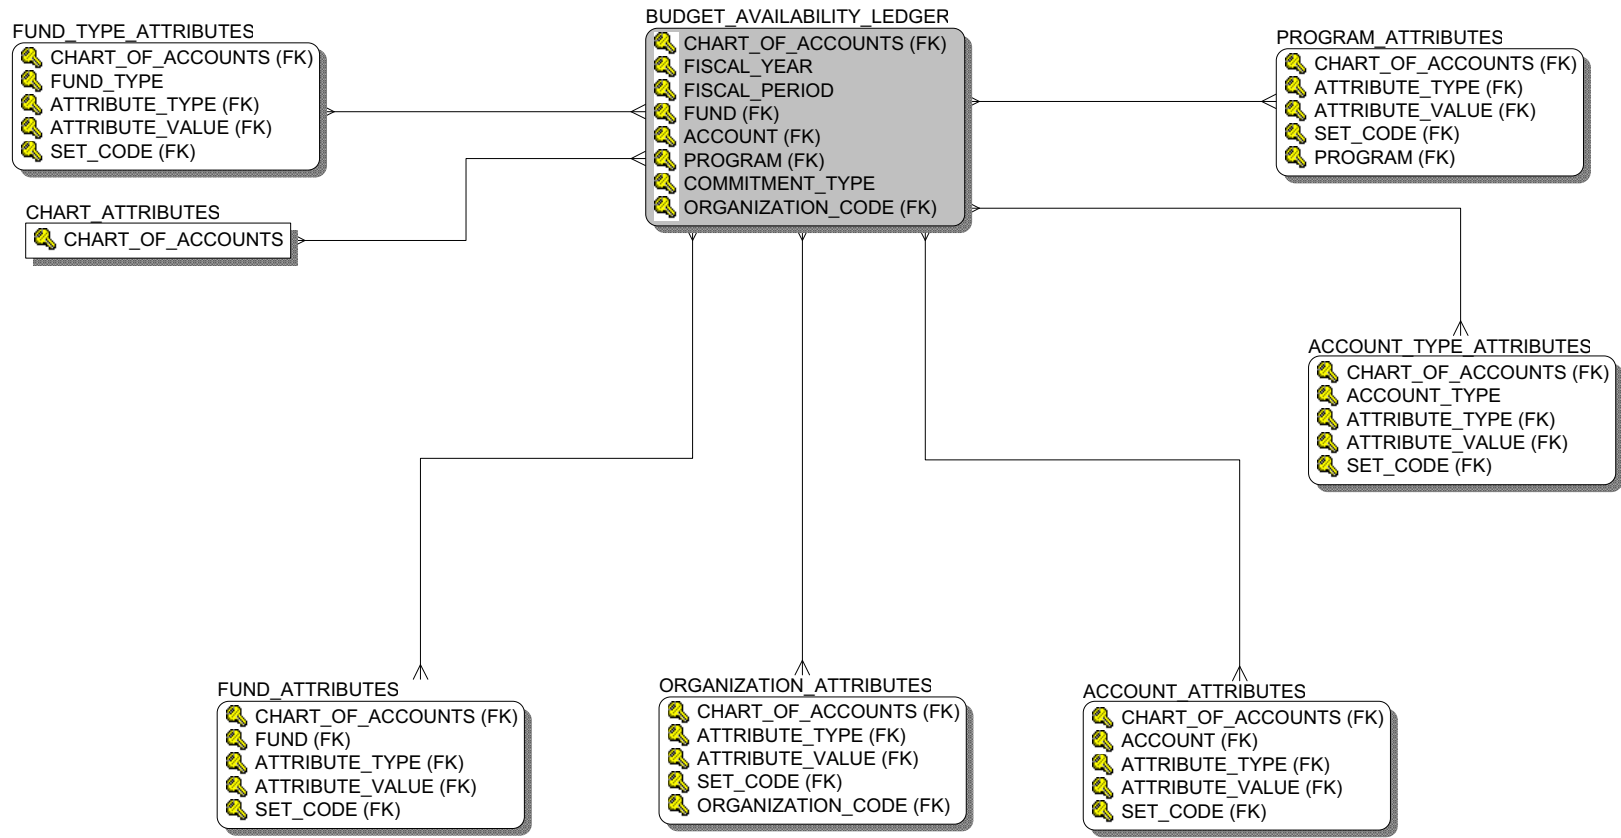 BUDGET_AVAILABILITY_LEDGER
CHART_OF_ACCOUNTS (FK)
FISCAL_YEAR
FISCAL_PERIOD
FUND (FK)
ACCOUNT (FK)
PROGRAM (FK)
COMMITMENT_TYPE
ORGANIZATION_CODE (FK)
FUND_TYPE_ATTRIBUTES
CHART_OF_ACCOUNTS (FK)
FUND_TYPE
ATTRIBUTE_TYPE (FK)
ATTRIBUTE_VALUE (FK)
SET_CODE (FK)
PROGRAM_ATTRIBUTES
CHART_OF_ACCOUNTS (FK)
ATTRIBUTE_TYPE (FK)
ATTRIBUTE_VALUE (FK)
SET_CODE (FK)
PROGRAM (FK)
CHART_ATTRIBUTES
CHART_OF_ACCOUNTS
ACCOUNT_TYPE_ATTRIBUTES
CHART_OF_ACCOUNTS (FK)
ACCOUNT_TYPE
ATTRIBUTE_TYPE (FK)
ATTRIBUTE_VALUE (FK)
SET_CODE (FK)
FUND_ATTRIBUTES
CHART_OF_ACCOUNTS (FK)
FUND (FK)
ATTRIBUTE_TYPE (FK)
ATTRIBUTE_VALUE (FK)
SET_CODE (FK)
ORGANIZATION_ATTRIBUTES
CHART_OF_ACCOUNTS (FK)
ATTRIBUTE_TYPE (FK)
ATTRIBUTE_VALUE (FK)
SET_CODE (FK)
ORGANIZATION_CODE (FK)
ACCOUNT_ATTRIBUTES
CHART_OF_ACCOUNTS (FK)
ACCOUNT (FK)
ATTRIBUTE_TYPE (FK)
ATTRIBUTE_VALUE (FK)
SET_CODE (FK)